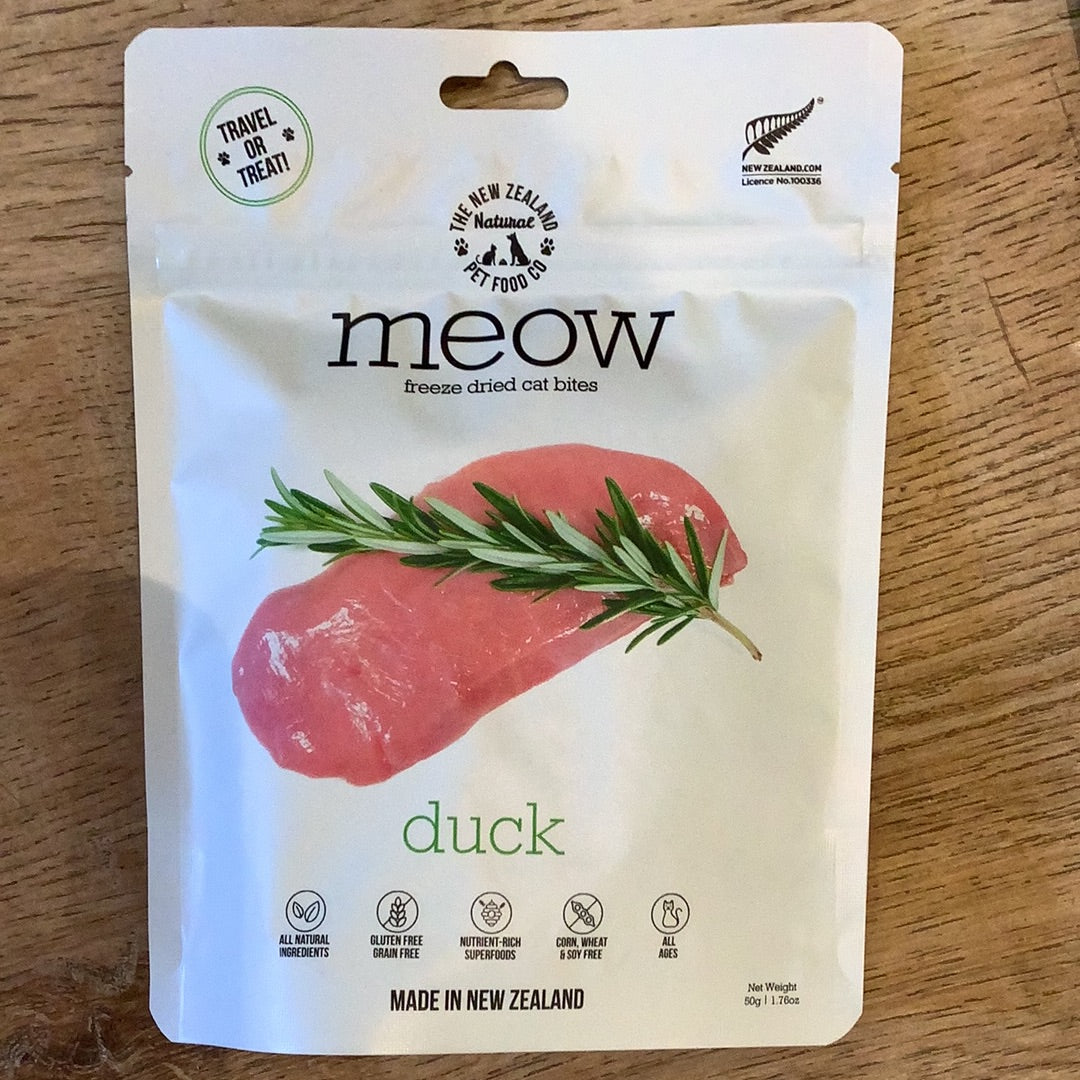 TRAVEL
OR
TREAT!
NEW ZEALAND.COM
Licence No.100336
THE NEW ZEALAND
Natural
PET FOOD CO
meow
freeze dried cat bites
duck
ALL NATURAL
INGREDIENTS
GLUTEN FREE
GRAIN FREE
NUTRIENT-RICH
SUPERFOODS
CORN, WHEAT
& SOY FREE
ALL
AGES
MADE IN NEW ZEALAND
Net Weight
50g | 1.76oz